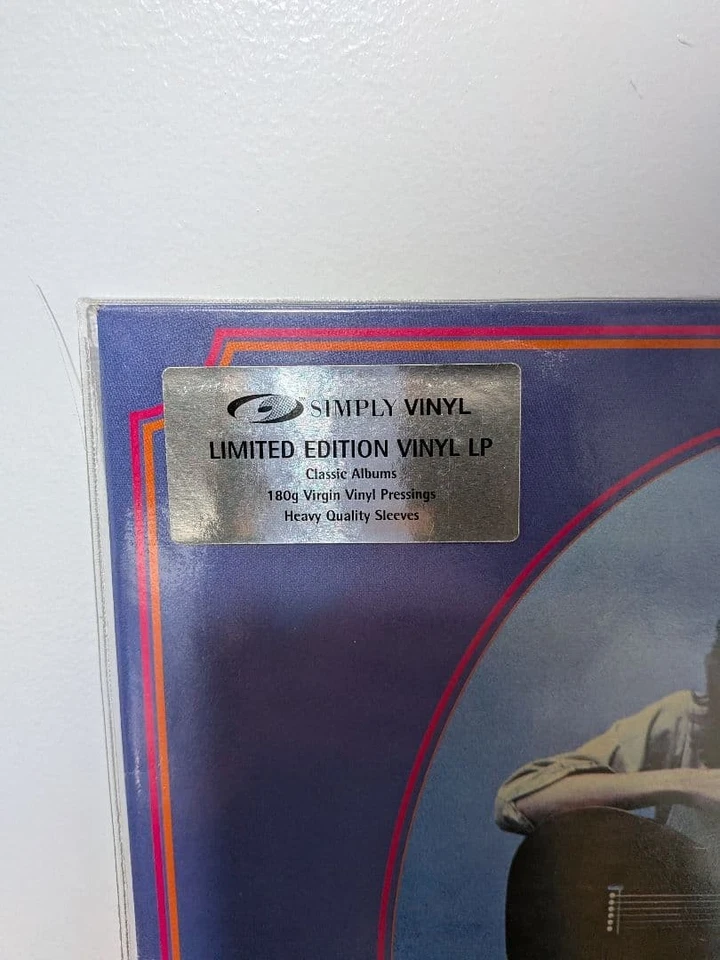 SIMPLY VINYL
LIMITED EDITION VINYL LP
Classic Albums
180g Virgin Vinyl Pressings
Heavy Quality Sleeves